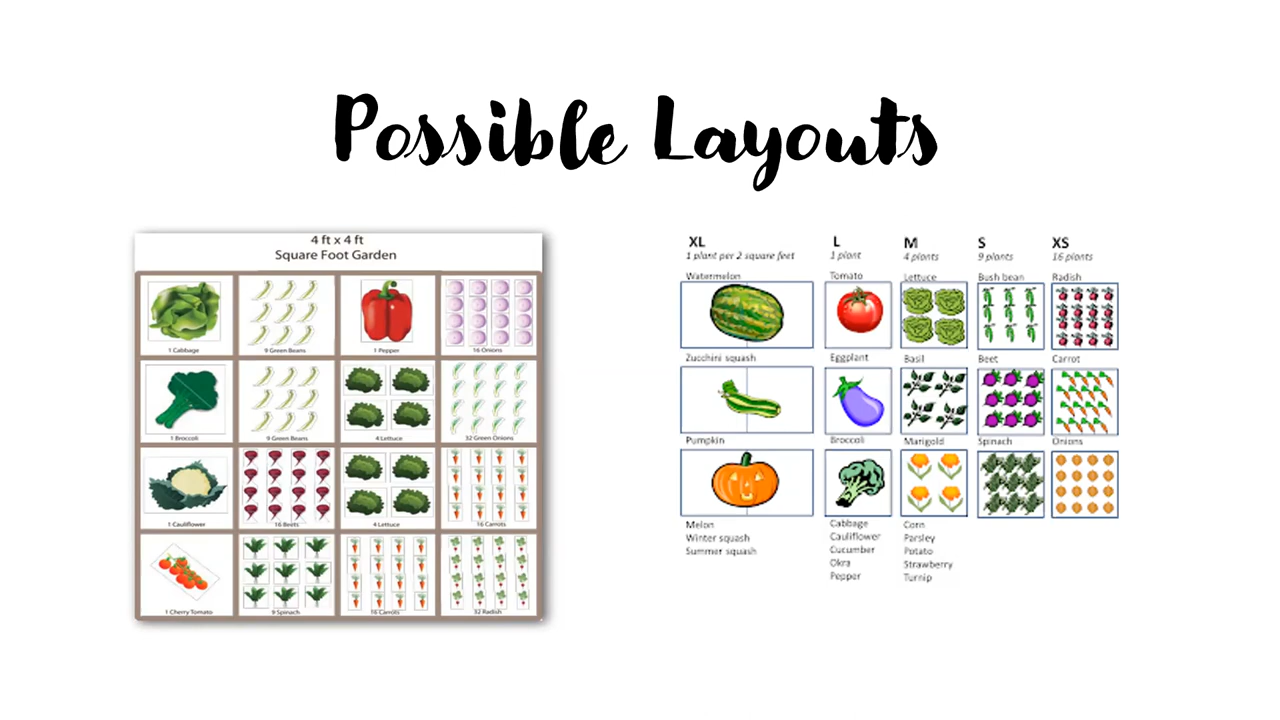 Possible Layouts
4 ft x 4 ft
Square Foot Garden
1 Cabbage
9 Green Beans
1 Pepper
16 Onions
1 Broccoli
9 Green Beans
4 Lettuce
32 Green Onions
1 Cauliflower
16 Beets
4 Lettuce
16 Carrots
1 Cherry Tomato
9 Spinach
16 Carrots
32 Radish
XL
1 plant per 2 square feet
Watermelon
Zucchini squash
Pumpkin
Melon
Winter squash
Summer squash
L
1 plant
Tomato
Eggplant
Broccoli
Cabbage
Cauliflower
Cucumber
Okra
Pepper
M
4 plants
Lettuce
Basil
Marigold
Corn
Parsley
Potato
Strawberry
Turnip
S
9 plants
Bush bean
Beet
Spinach
XS
16 plants
Radish
Carrot
Onions